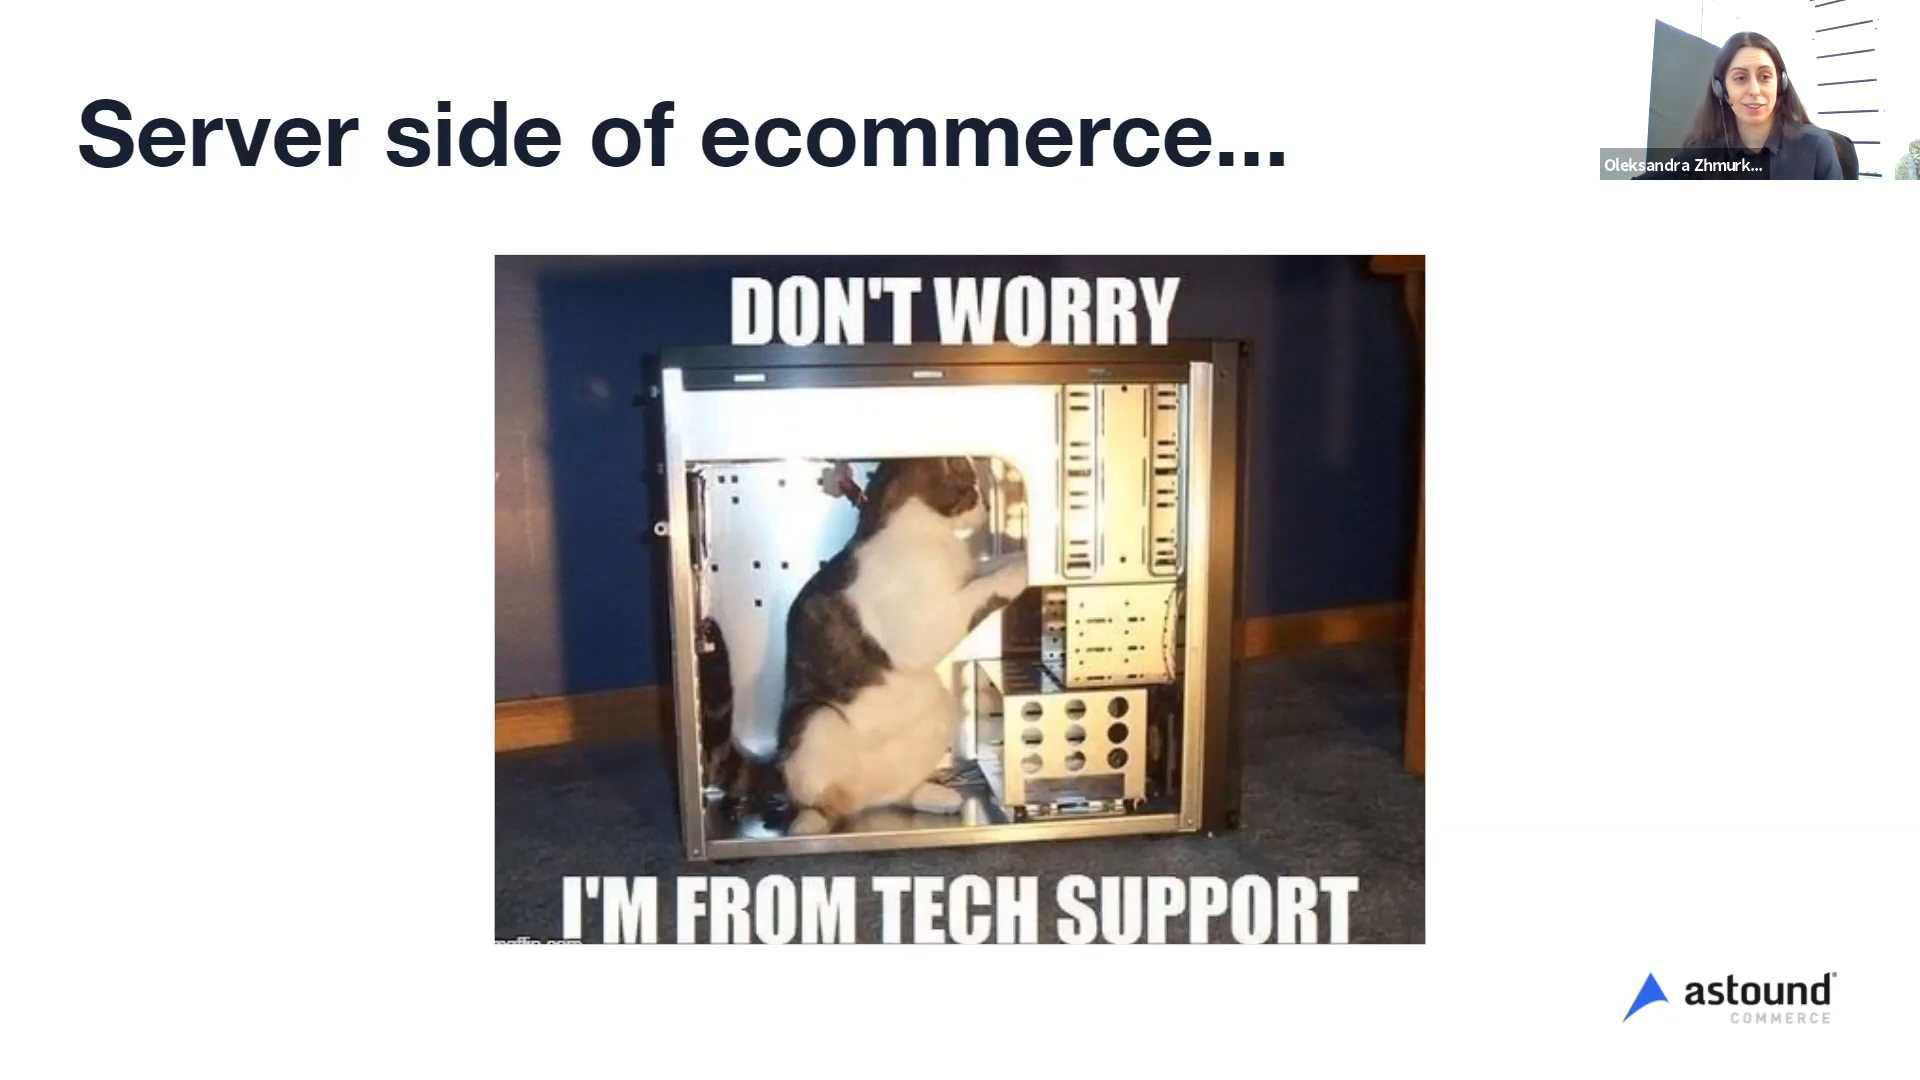 Server side of ecommerce...
Oleksandra Zhmurk...
DON'T WORRY
I'M FROM TECH SUPPORT
astound
COMMERCE